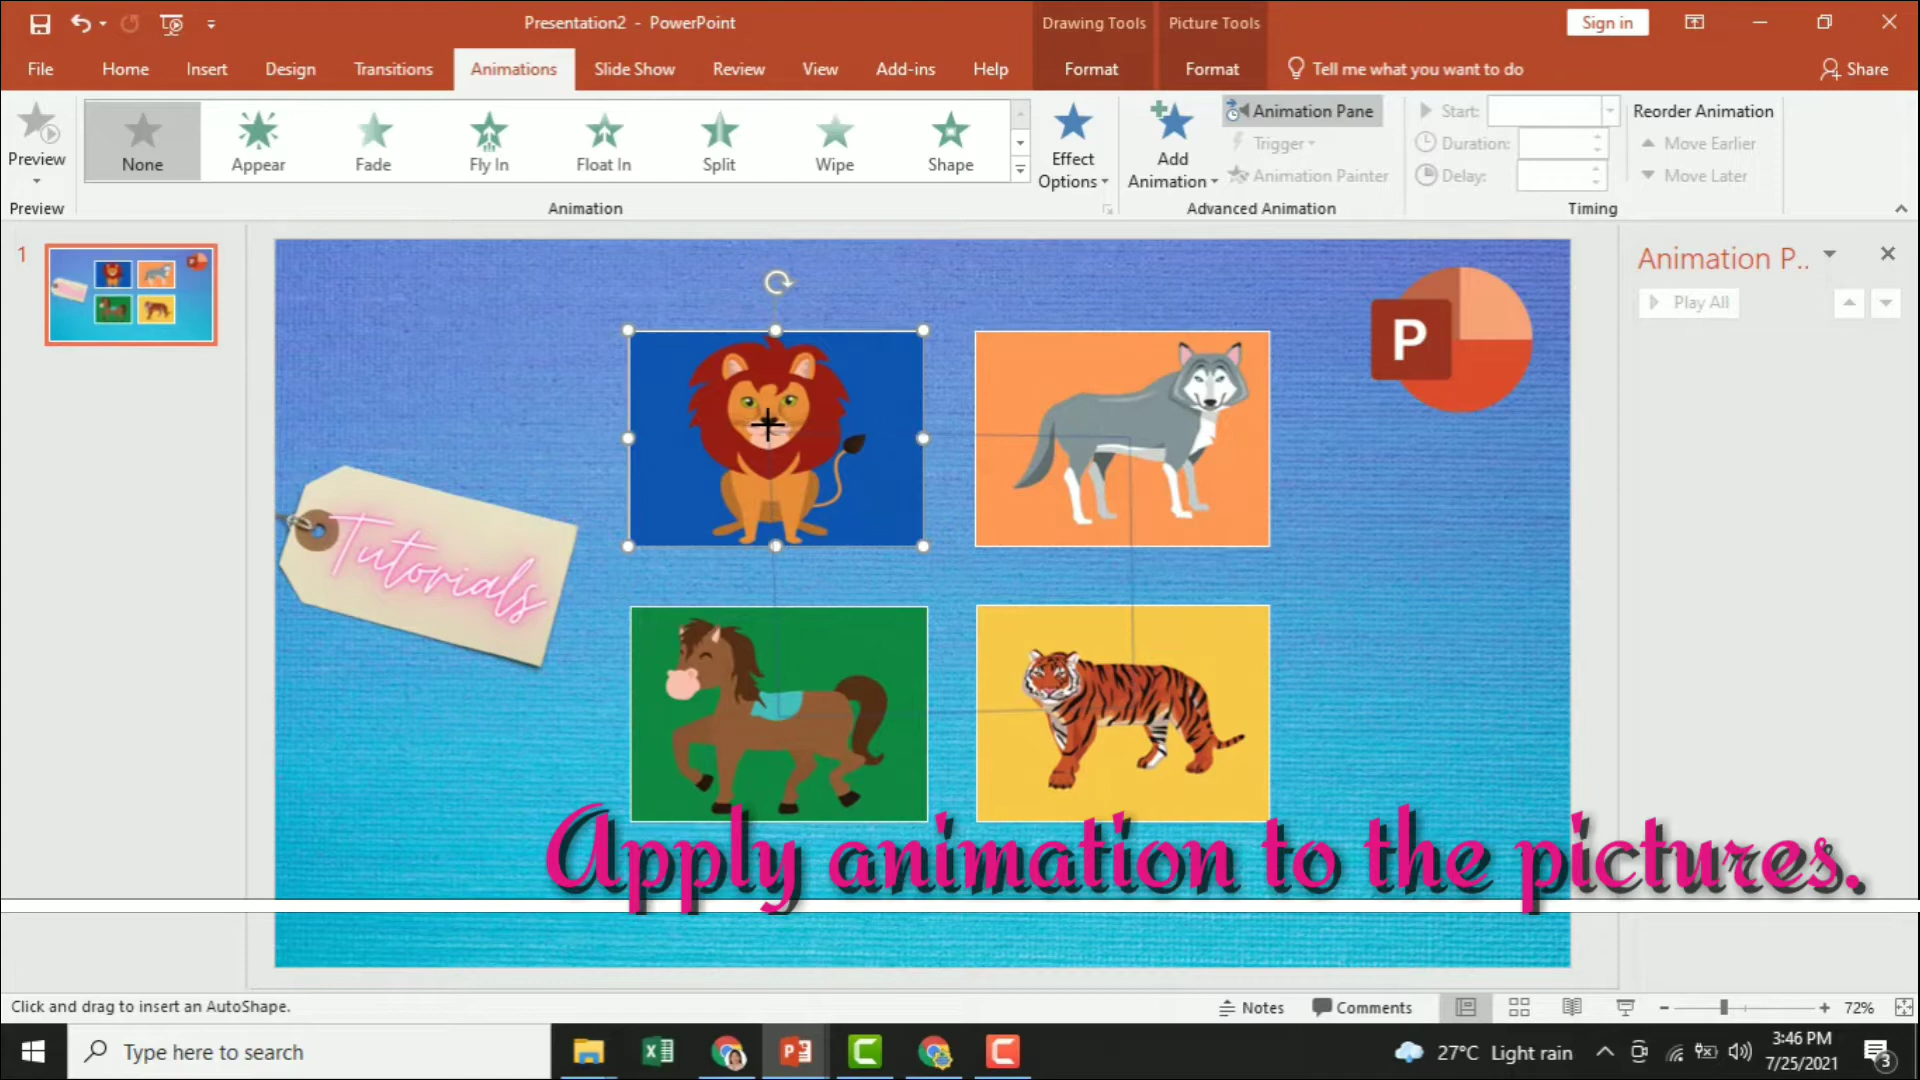 Presentation2 - PowerPoint
Drawing Tools
Picture Tools
Sign in
File
Home
Insert
Design
Transitions
Animations
Slide Show
Review
View
Add-ins
Help
Format
Format
Tell me what you want to do
Share
Preview
None
Appear
Fade
Fly In
Float In
Split
Wipe
Shape
Effect
Options
Add
Animation
Animation Pane
Trigger
Animation Painter
Start:
Duration:
Delay:
Reorder Animation
Move Earlier
Move Later
Preview
Animation
Advanced Animation
Timing
1
Animation P..
Play All
P
Tutorials
Apply animation to the pictures.
Click and drag to insert an AutoShape.
Notes
Comments
72%
Type here to search
27°C Light rain
3:46 PM
7/25/2021
3